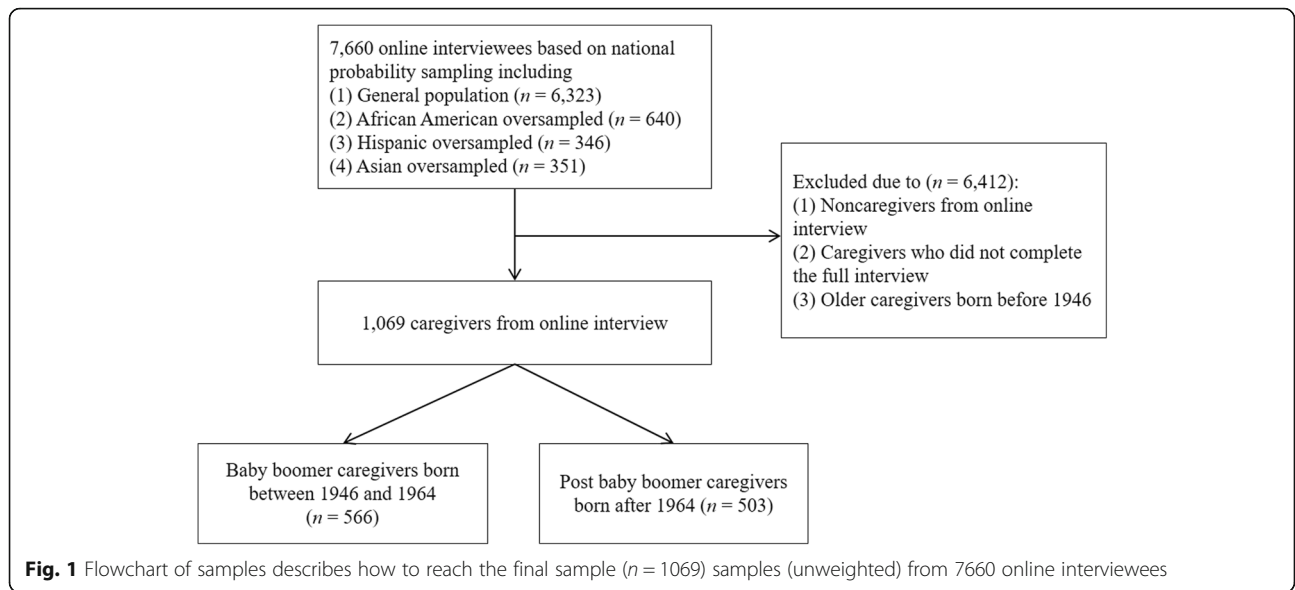 7,660 online interviewees based on national
probability sampling including
(1) General population (n = 6,323)
(2) African American oversampled (n = 640)
(3) Hispanic oversampled (n = 346)
(4) Asian oversampled (n = 351)
Excluded due to (n = 6,412):
(1) Noncaregivers from online
interview
(2) Caregivers who did not complete
the full interview
(3) Older caregivers born before 1946
1,069 caregivers from online interview
Baby boomer caregivers born
between 1946 and 1964
(n = 566)
Post baby boomer caregivers
born after 1964 (n = 503)
Fig. 1 Flowchart of samples describes how to reach the final sample (n = 1069) samples (unweighted) from 7660 online interviewees